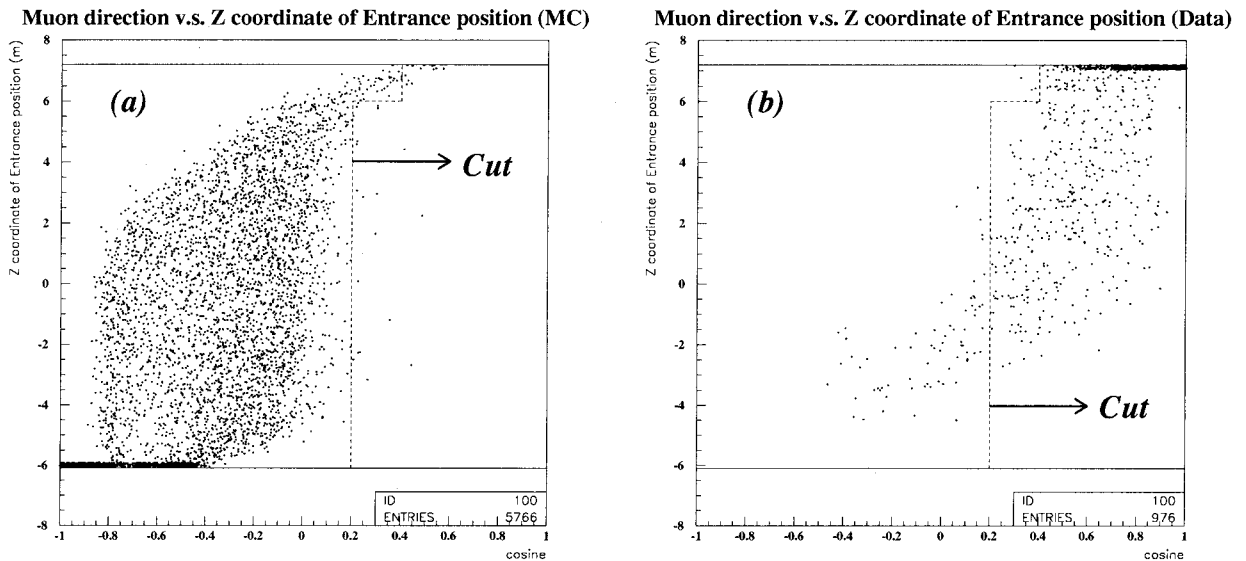 Muon direction v.s. Z coordinate of Entrance position (MC)
Z coordinate of Entrance position (m)
8
6
4
2
0
-2
-4
-6
-8
(a)
Cut
ID 100
ENTRIES 5766
-1 -0.8 -0.6 -0.4 -0.2 0 0.2 0.4 0.6 0.8 1
cosine
Muon direction v.s. Z coordinate of Entrance position (Data)
Z coordinate of Entrance position (m)
8
6
4
2
0
-2
-4
-6
-8
(b)
Cut
ID 100
ENTRIES 976
-1 -0.8 -0.6 -0.4 -0.2 0 0.2 0.4 0.6 0.8 1
cosine